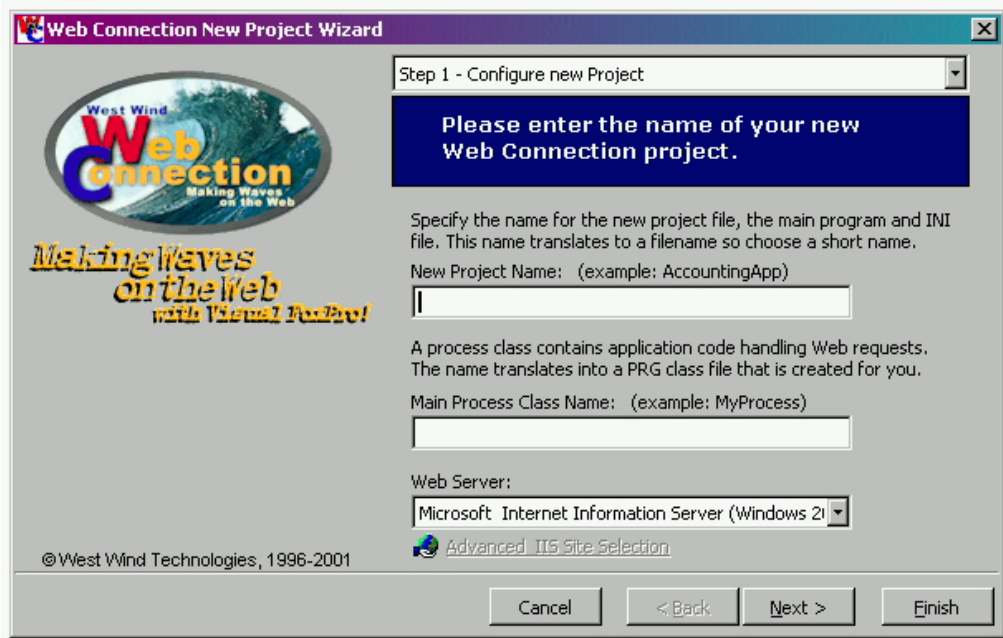 Web Connection New Project Wizard
Step 1 - Configure new Project
West Wind
Web
Connection
Making Waves
on the Web
Please enter the name of your new
Web Connection project.
Making Waves
on the Web
with Visual FoxPro!
Specify the name for the new project file, the main program and INI
file. This name translates to a filename so choose a short name.
New Project Name: (example: AccountingApp)
A process class contains application code handling Web requests.
The name translates into a PRG class file that is created for you.
Main Process Class Name: (example: MyProcess)
Web Server:
Microsoft Internet Information Server (Windows
Advanced IIS Site Selection
© West Wind Technologies, 1996-2001
Cancel
< Back
Next >
Finish